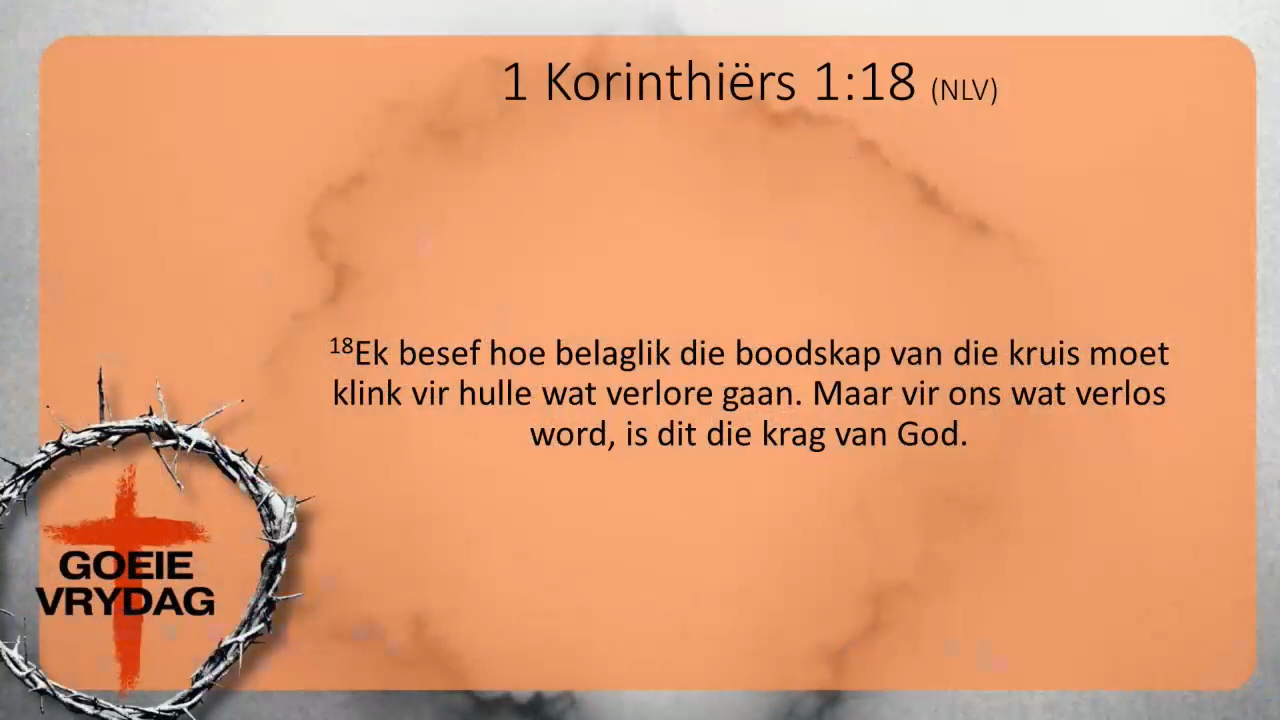 1 Korinthiërs 1:18 (NLV)
18Ek besef hoe belaglik die boodskap van die kruis moet
klink vir hulle wat verlore gaan. Maar vir ons wat verlos
word, is dit die krag van God.
GOEIE
VRYDAG